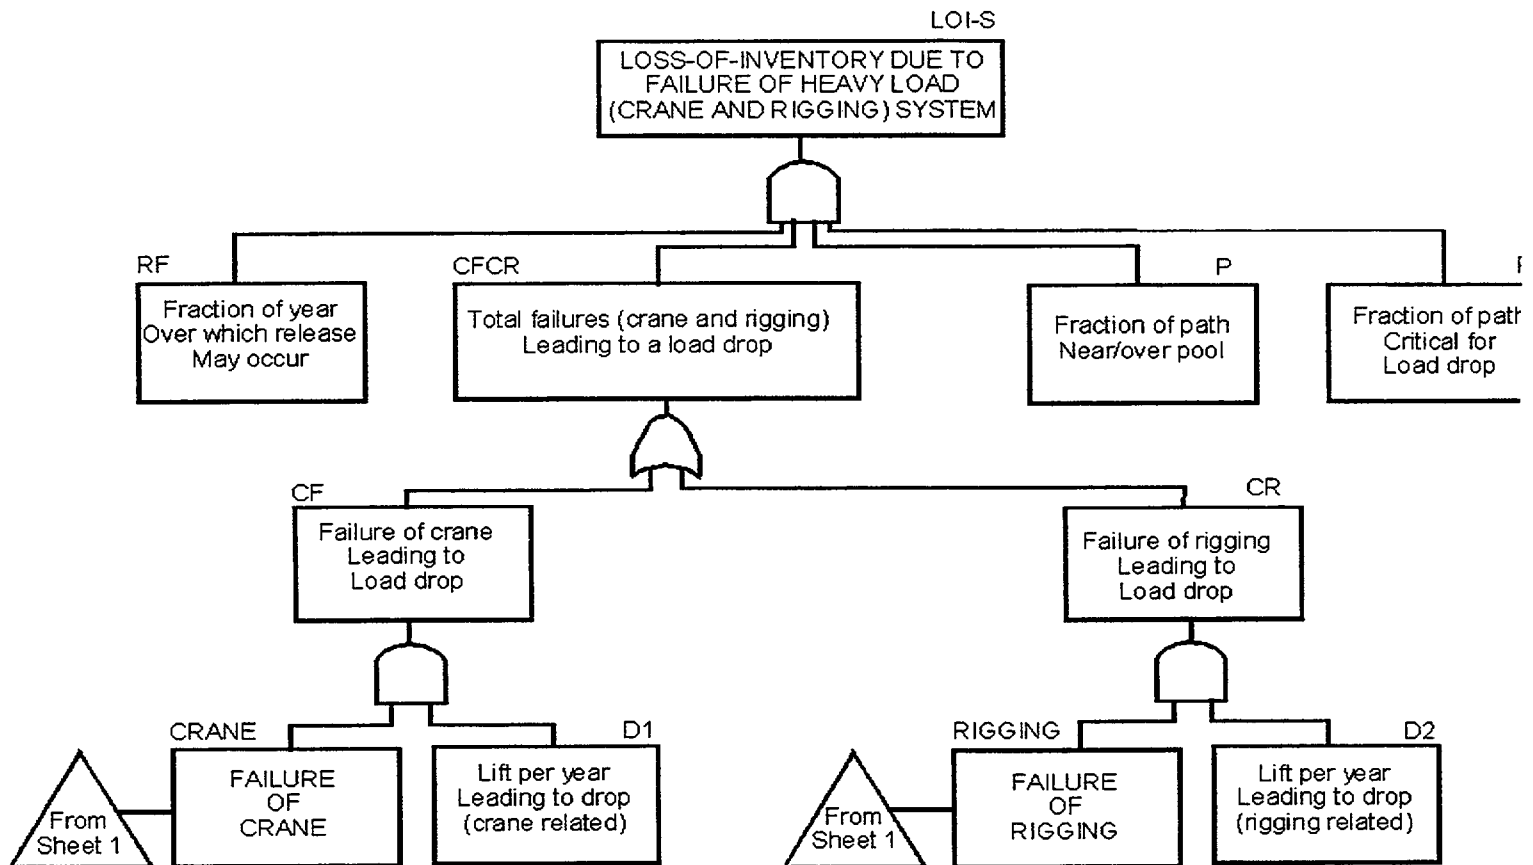 LOI-S
LOSS-OF-INVENTORY DUE TO
FAILURE OF HEAVY LOAD
(CRANE AND RIGGING) SYSTEM
RF
Fraction of year
Over which release
May occur
CFCR
Total failures (crane and rigging)
Leading to a load drop
P
Fraction of path
Near/over pool
Fraction of path
Critical for
Load drop
CF
Failure of crane
Leading to
Load drop
CR
Failure of rigging
Leading to
Load drop
From
Sheet 1
CRANE
FAILURE
OF
CRANE
D1
Lift per year
Leading to drop
(crane related)
From
Sheet 1
RIGGING
FAILURE
OF
RIGGING
D2
Lift per year
Leading to drop
(rigging related)